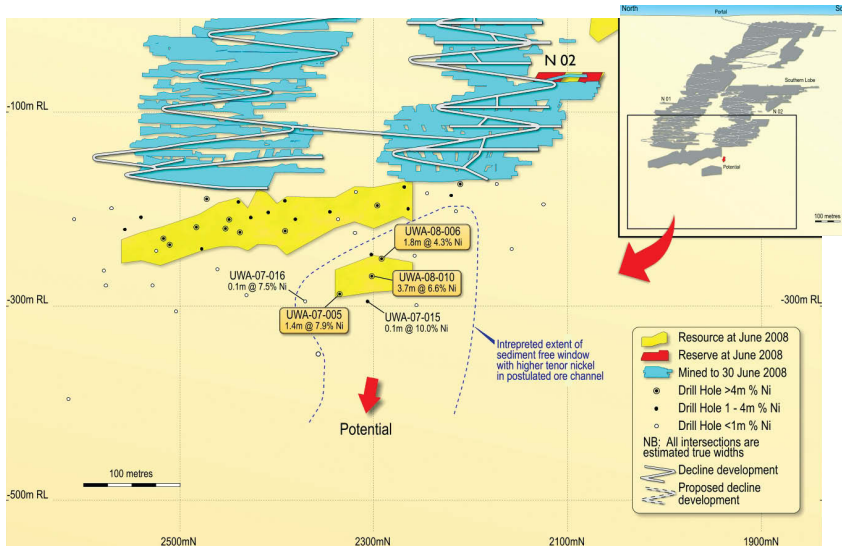 North
Portal
So
Southern Lobe
N 01
N 02
Potential
100 metres
N 02
-100m RL
UWA-08-006
1.8m @ 4.3% Ni
UWA-07-016
0.1m @ 7.5% Ni
UWA-08-010
3.7m @ 6.6% Ni
-300m RL
-300m RL
UWA-07-005
1.4m @ 7.9% Ni
UWA-07-015
0.1m @ 10.0% Ni
Intrepreted extent of
sediment free window
with higher tenor nickel
in postulated ore channel
Potential
Resource at June 2008
Reserve at June 2008
Mined to 30 June 2008
Drill Hole >4m% Ni
Drill Hole 1 - 4m% Ni
Drill Hole <1m% Ni
NB: All intersections are
estimated true widths
Decline development
Proposed decline
development
100 metres
-500m RL
2500mN
2300mN
2100mN
1900mN